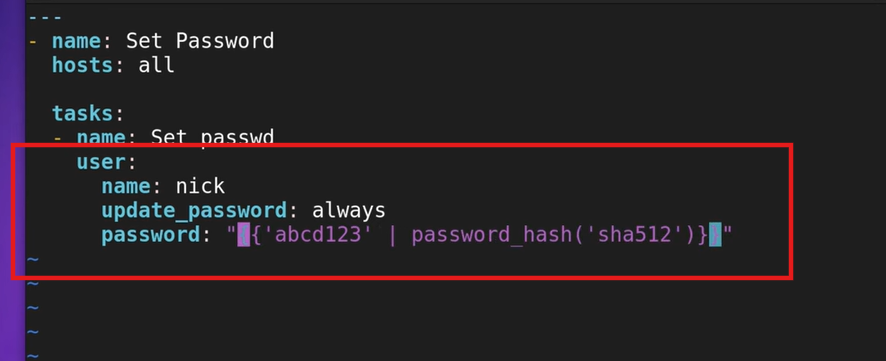 ---
- name: Set Password
  hosts: all

  tasks:
  - name: Set passwd
    user:
      name: nick
      update_password: always
      password: "{{'abcd123' | password_hash('sha512')}}"
~
~
~
~
~